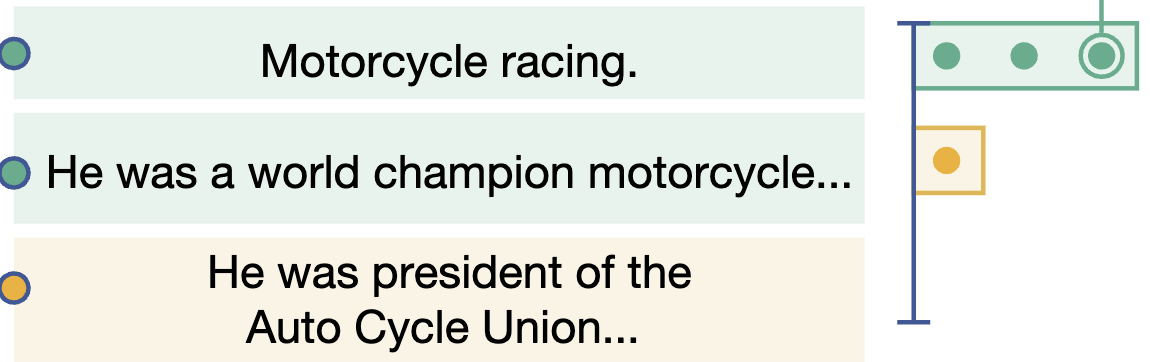 Motorcycle racing.
He was a world champion motorcycle...
He was president of the
Auto Cycle Union...